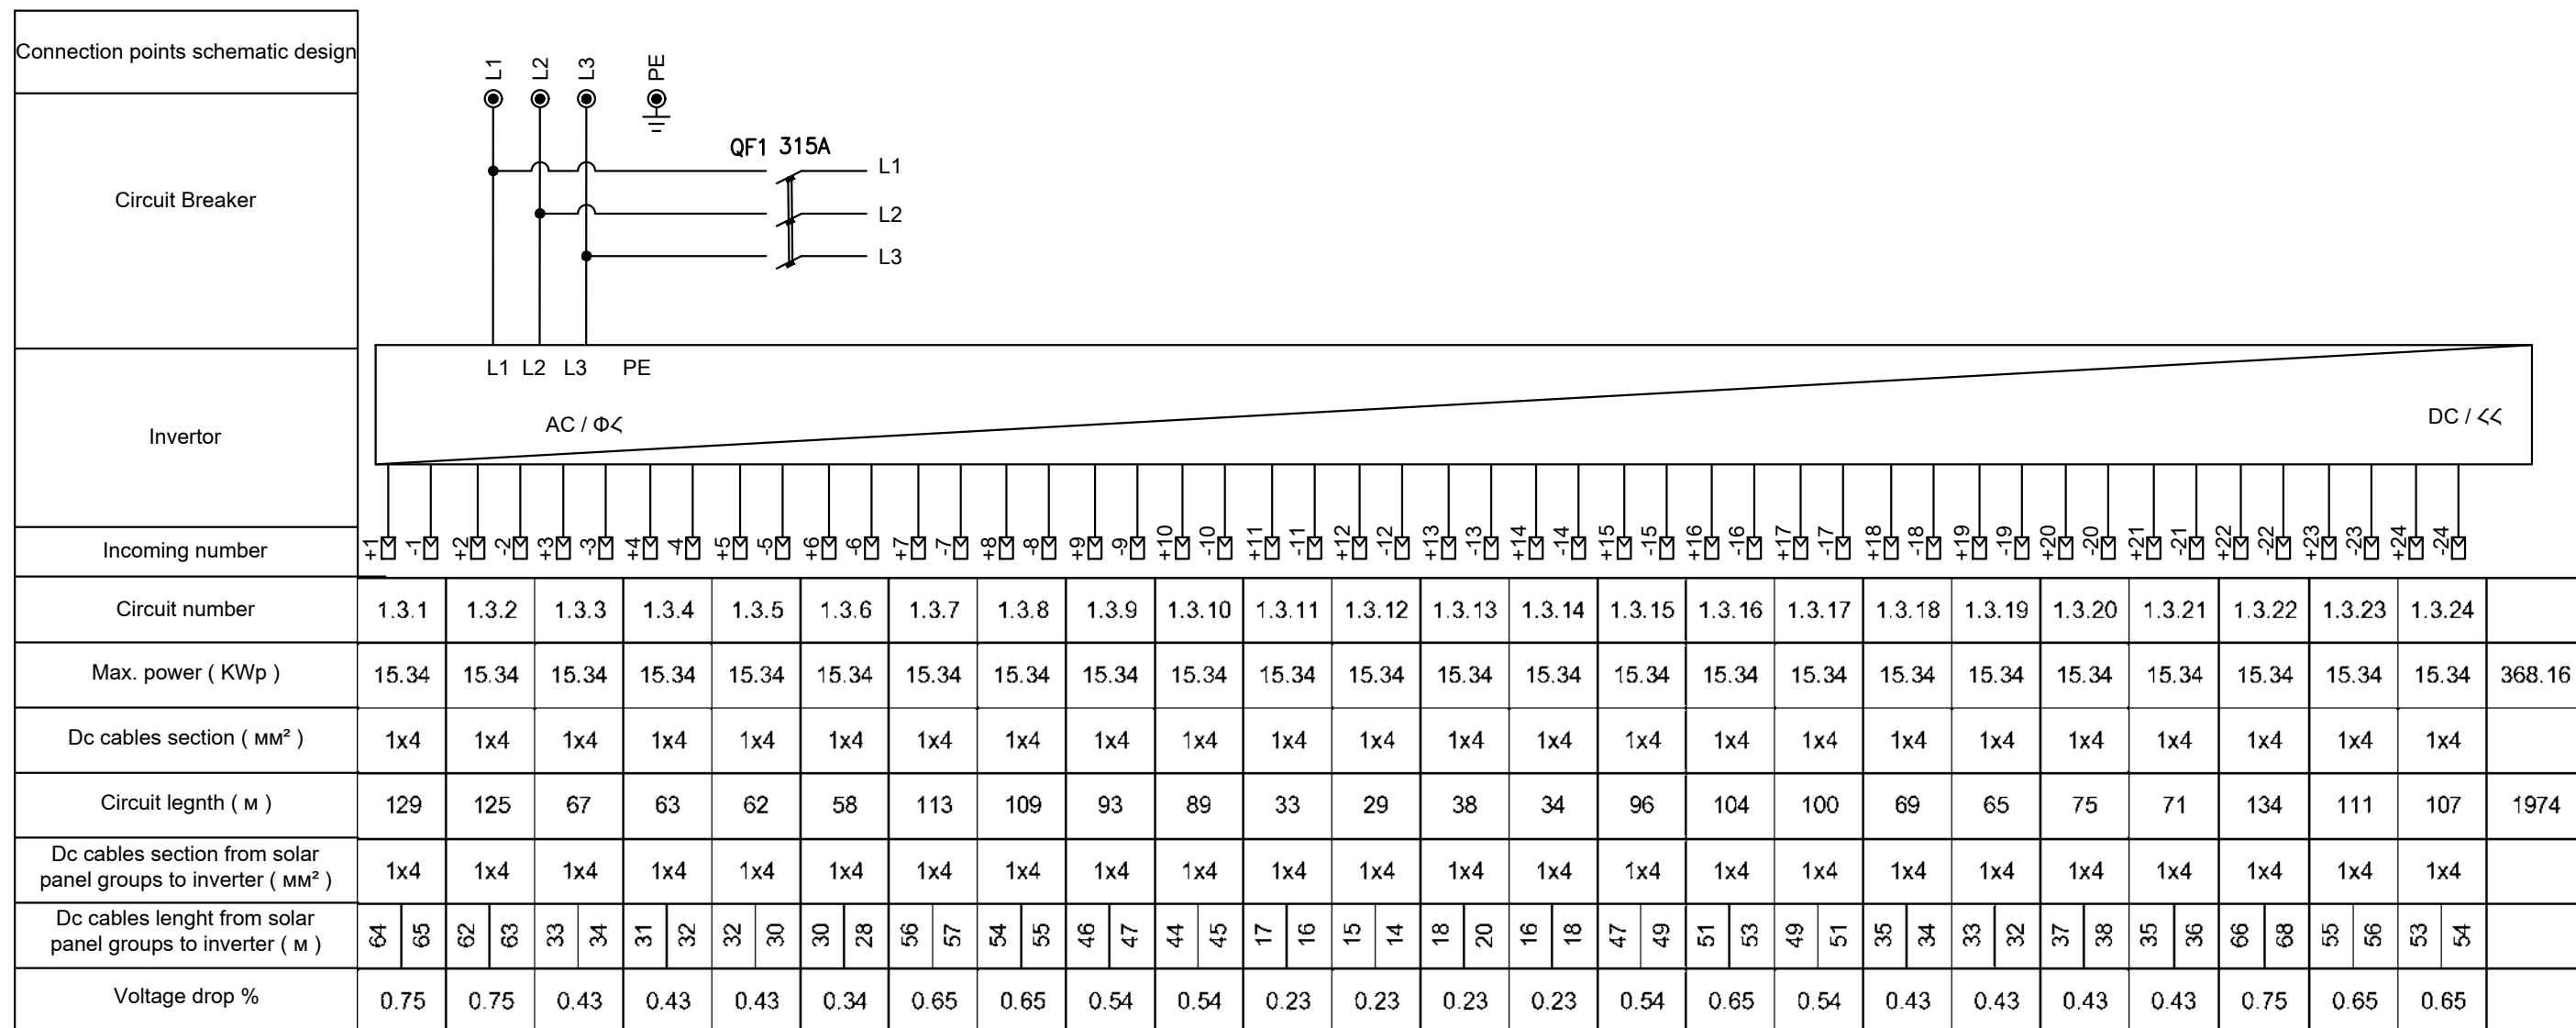 Connection points schematic design
L1 L2 L3 PE
QF1 315A
L1
L2
L3
Circuit Breaker
L1 L2 L3 PE
AC / ΦՀ
DC / ՀՀ
Invertor
Incoming number
+1 -1 +2 -2 +3 -3 +4 -4 +5 -5 +6 -6 +7 -7 +8 -8 +9 -9 +10 -10 +11 -11 +12 -12 +13 -13 +14 -14 +15 -15 +16 -16 +17 -17 +18 -18 +19 -19 +20 -20 +21 -21 +22 -22 +23 -23 +24 -24
Circuit number 1.3.1 1.3.2 1.3.3 1.3.4 1.3.5 1.3.6 1.3.7 1.3.8 1.3.9 1.3.10 1.3.11 1.3.12 1.3.13 1.3.14 1.3.15 1.3.16 1.3.17 1.3.18 1.3.19 1.3.20 1.3.21 1.3.22 1.3.23 1.3.24
Max. power ( KWp ) 15.34 15.34 15.34 15.34 15.34 15.34 15.34 15.34 15.34 15.34 15.34 15.34 15.34 15.34 15.34 15.34 15.34 15.34 15.34 15.34 15.34 15.34 15.34 15.34 368.16
Dc cables section ( мм² ) 1x4 1x4 1x4 1x4 1x4 1x4 1x4 1x4 1x4 1x4 1x4 1x4 1x4 1x4 1x4 1x4 1x4 1x4 1x4 1x4 1x4 1x4 1x4 1x4
Circuit legnth ( м ) 129 125 67 63 62 58 113 109 93 89 33 29 38 34 96 104 100 69 65 75 71 134 111 107 1974
Dc cables section from solar
panel groups to inverter ( мм² ) 1x4 1x4 1x4 1x4 1x4 1x4 1x4 1x4 1x4 1x4 1x4 1x4 1x4 1x4 1x4 1x4 1x4 1x4 1x4 1x4 1x4 1x4 1x4 1x4
Dc cables lenght from solar
panel groups to inverter ( м ) 64 65 62 63 33 34 31 32 32 30 30 28 56 57 54 55 46 47 44 45 17 16 15 14 18 20 16 18 47 49 51 53 49 51 35 34 33 32 37 38 35 36 66 68 55 56 53 54
Voltage drop % 0.75 0.75 0.43 0.43 0.43 0.34 0.65 0.65 0.54 0.54 0.23 0.23 0.23 0.23 0.54 0.65 0.54 0.43 0.43 0.43 0.43 0.75 0.65 0.65